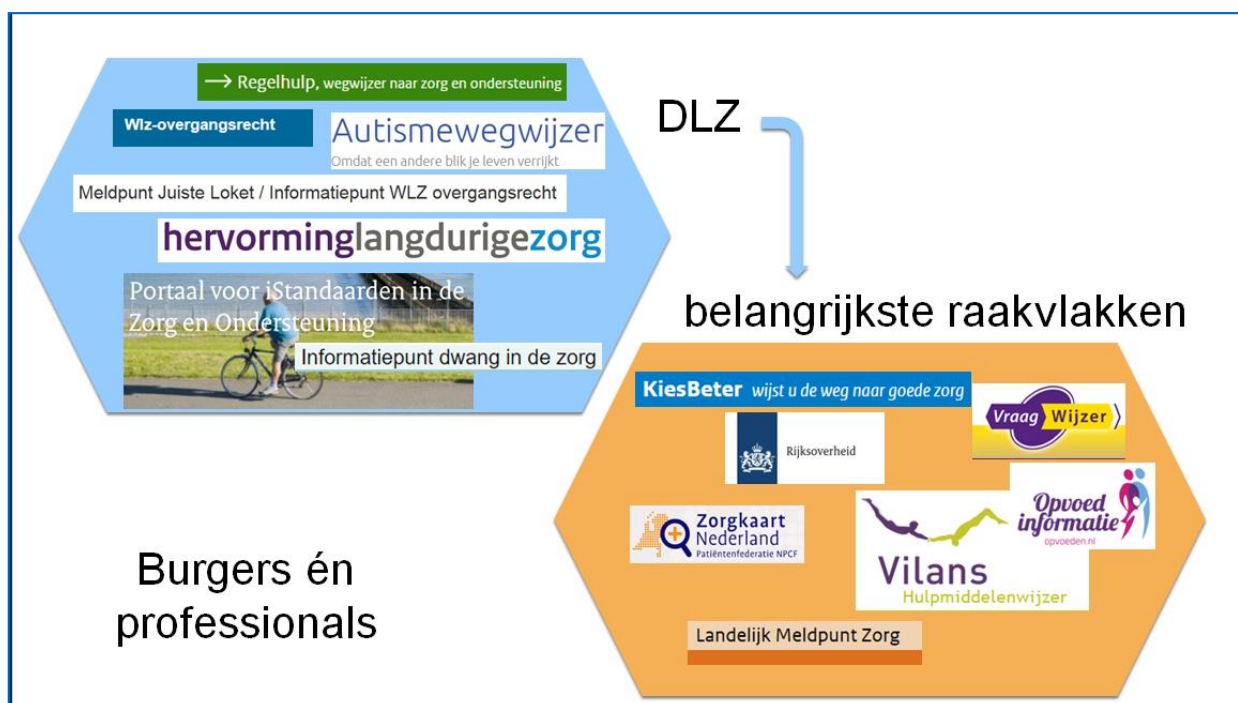 → Regelhulp, wegwijzer naar zorg en ondersteuning
Wlz-overgangsrecht
Autismewegwijzer
Omdat een andere blik je leven verrijkt
Meldpunt Juiste Loket / Informatiepunt WLZ overgangsrecht
hervorminglangdurigezorg
Portaal voor iStandaarden in de
Zorg en Ondersteuning
Informatiepunt dwang in de zorg
DLZ
belangrijkste raakvlakken
KiesBeter wijst u de weg naar goede zorg
Vraag Wijzer
Rijksoverheid
Opvoed
informatie
opvoeden.nl
Zorgkaart
Nederland
Patiëntenfederatie NPCF
Vilans
Hulpmiddelenwijzer
Landelijk Meldpunt Zorg
Burgers én
professionals